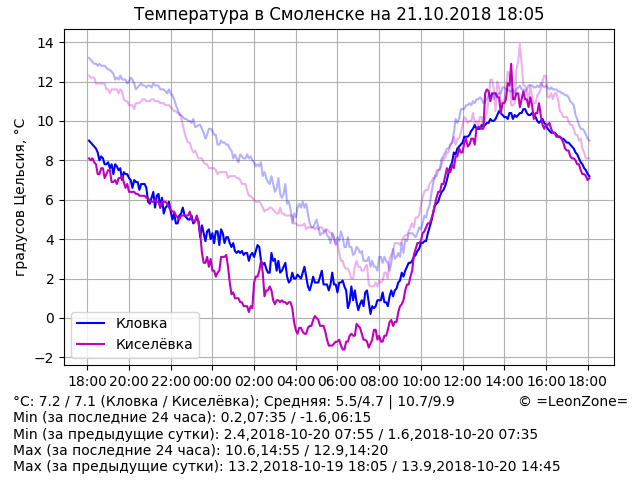 Температура в Смоленске на 21.10.2018 18:05
градусов Цельсия, °C
14
12
10
8
6
4
2
0
−2
Кловка
Киселёвка
18:00 20:00 22:00 00:00 02:00 04:00 06:00 08:00 10:00 12:00 14:00 16:00 18:00
°C: 7.2 / 7.1 (Кловка / Киселёвка); Средняя: 5.5/4.7 | 10.7/9.9 © =LeonZone=
Min (за последние 24 часа): 0.2,07:35 / -1.6,06:15
Min (за предыдущие сутки): 2.4,2018-10-20 07:55 / 1.6,2018-10-20 07:35
Max (за последние 24 часа): 10.6,14:55 / 12.9,14:20
Max (за предыдущие сутки): 13.2,2018-10-19 18:05 / 13.9,2018-10-20 14:45